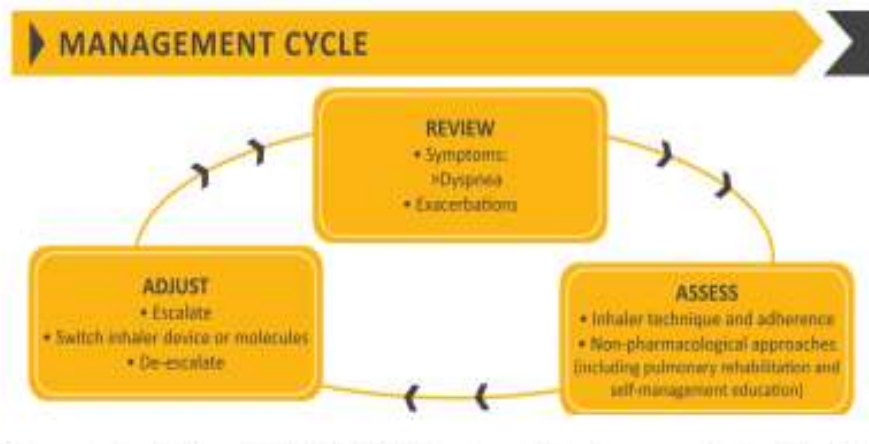 MANAGEMENT CYCLE
REVIEW
• Symptoms:
»Dyspnea
• Exacerbations
ADJUST
• Escalate
• Switch inhaler device or molecules
• De-escalate
ASSESS
• Inhaler technique and adherence
• Non-pharmacological approaches
(including pulmonary rehabilitation and
self-management education)